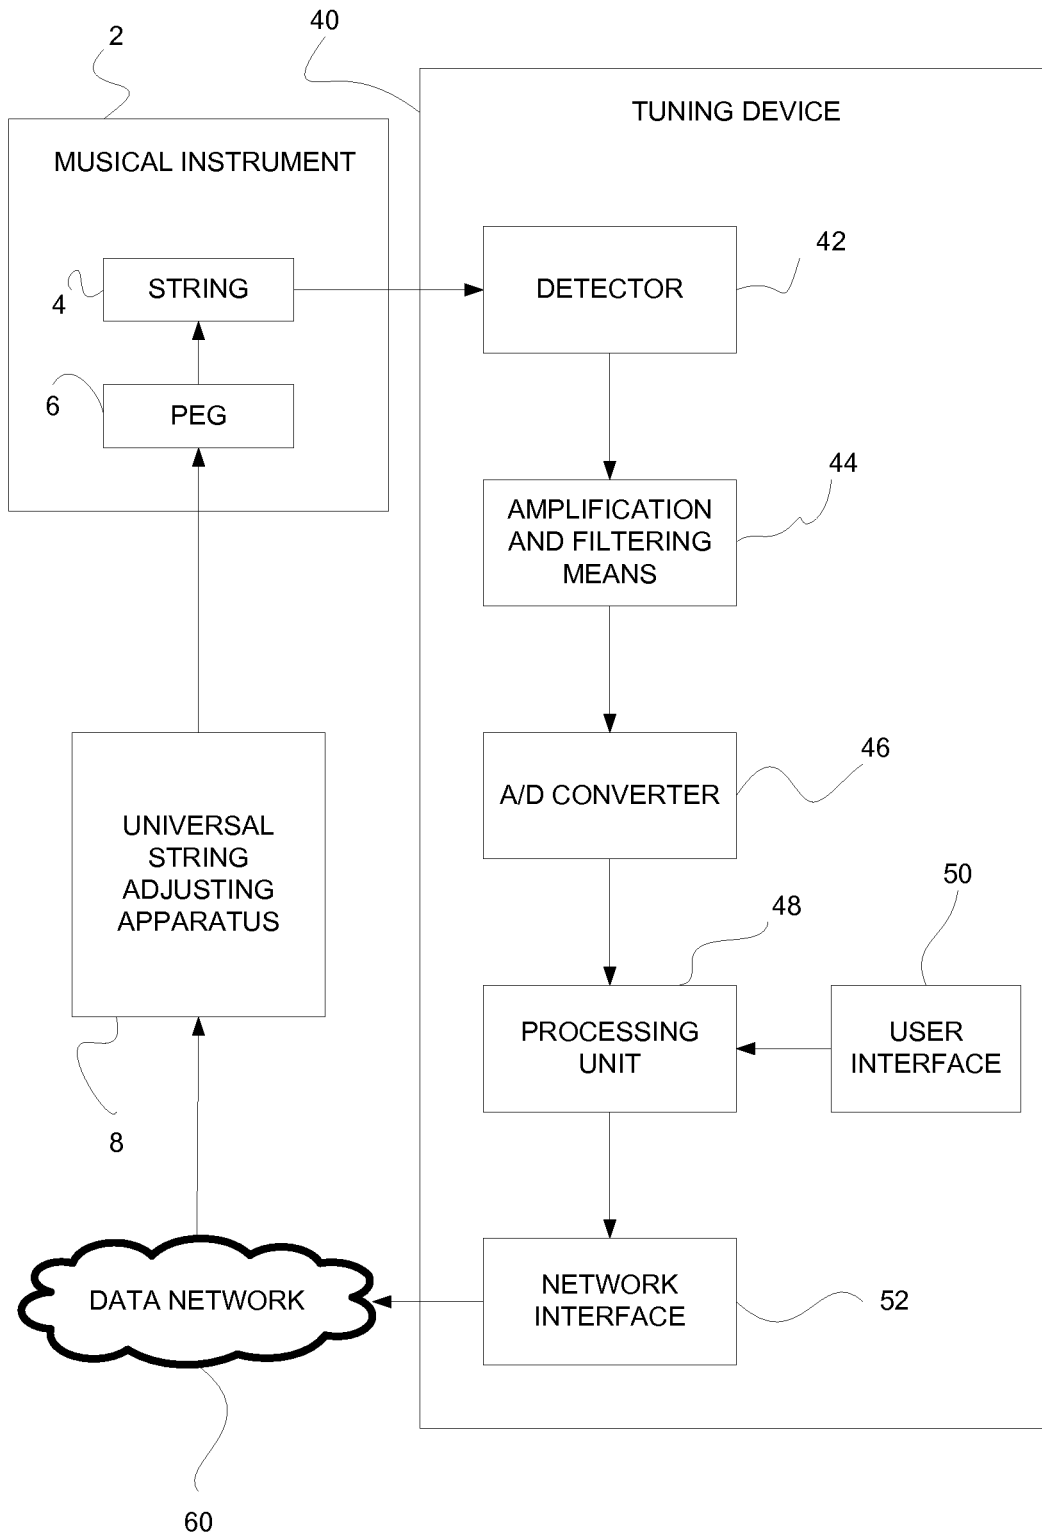 2
40
TUNING DEVICE
MUSICAL INSTRUMENT
42
STRING
DETECTOR
4
6
PEG
44
AMPLIFICATION
AND FILTERING
MEANS
46
A/D CONVERTER
UNIVERSAL
STRING
ADJUSTING
APPARATUS
50
48
PROCESSING
UNIT
USER
INTERFACE
8
DATA NETWORK
NETWORK
INTERFACE
52
60